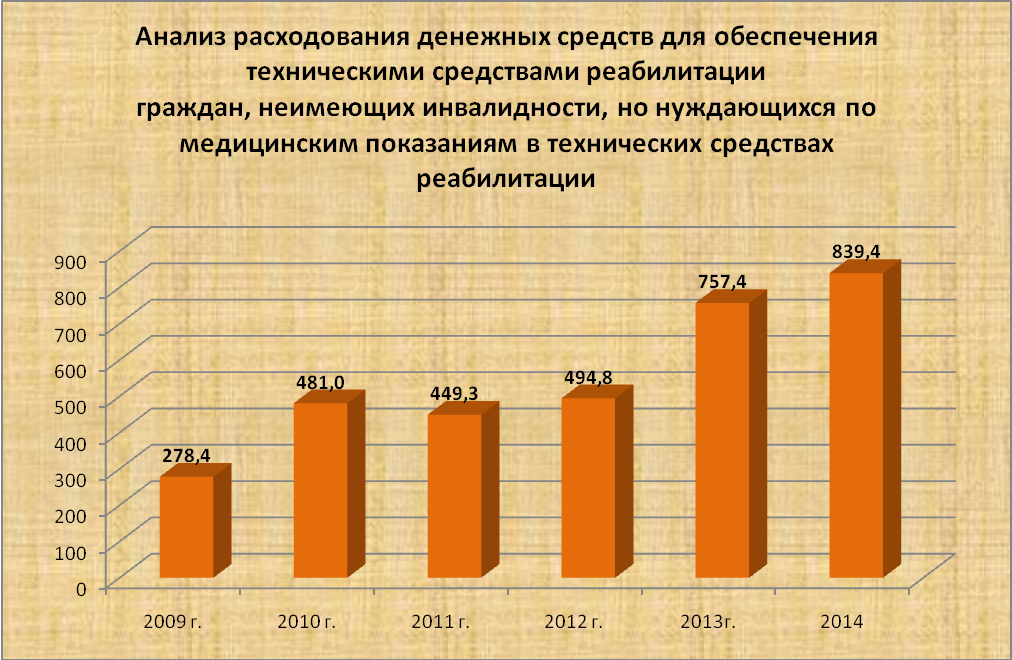 Анализ расходования денежных средств для обеспечения
техническими средствами реабилитации
граждан, неимеющих инвалидности, но нуждающихся по
медицинским показаниям в технических средствах
реабилитации
900
800
700
600
500
400
300
200
100
0
278,4
481,0
449,3
494,8
757,4
839,4
2009 г.
2010 г.
2011 г.
2012 г.
2013г.
2014